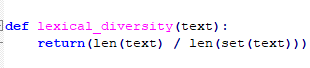 def lexical_diversity(text):
    return(len(text) / len(set(text)))